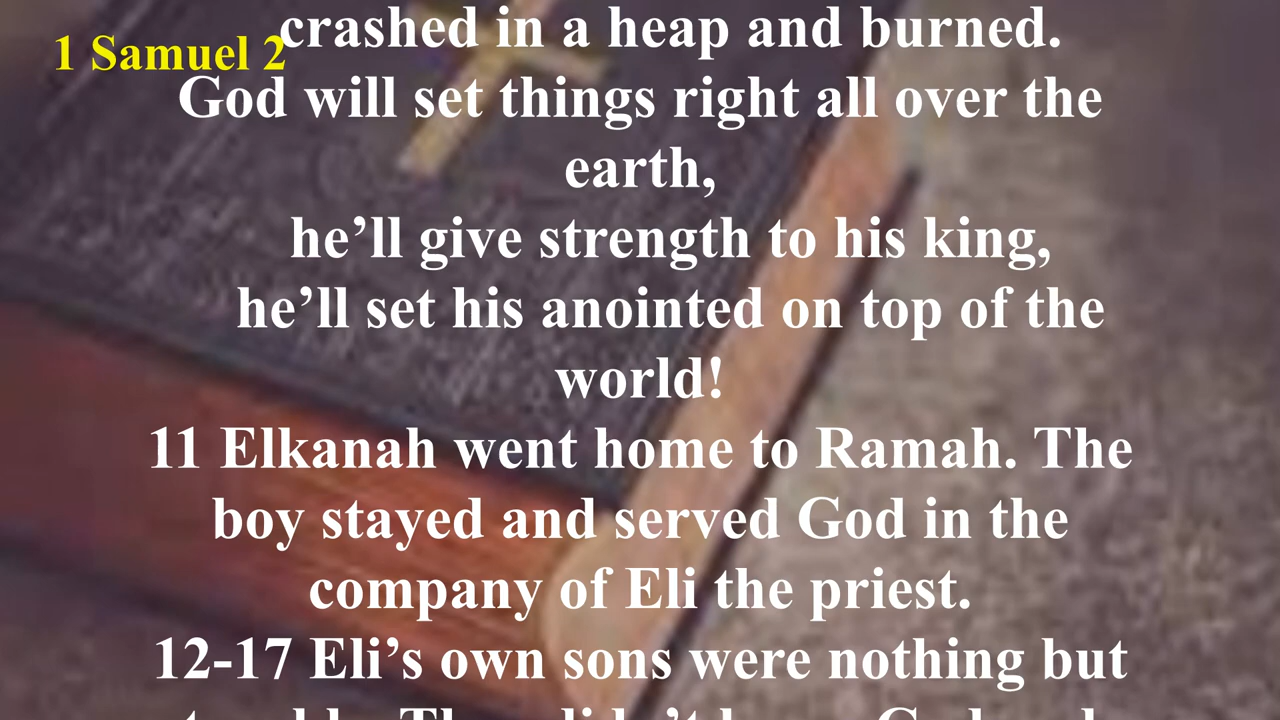 1 Samuel 2
crashed in a heap and burned.
God will set things right all over the
earth,
he’ll give strength to his king,
he’ll set his anointed on top of the
world!
11 Elkanah went home to Ramah. The
boy stayed and served God in the
company of Eli the priest.
12-17 Eli’s own sons were nothing but